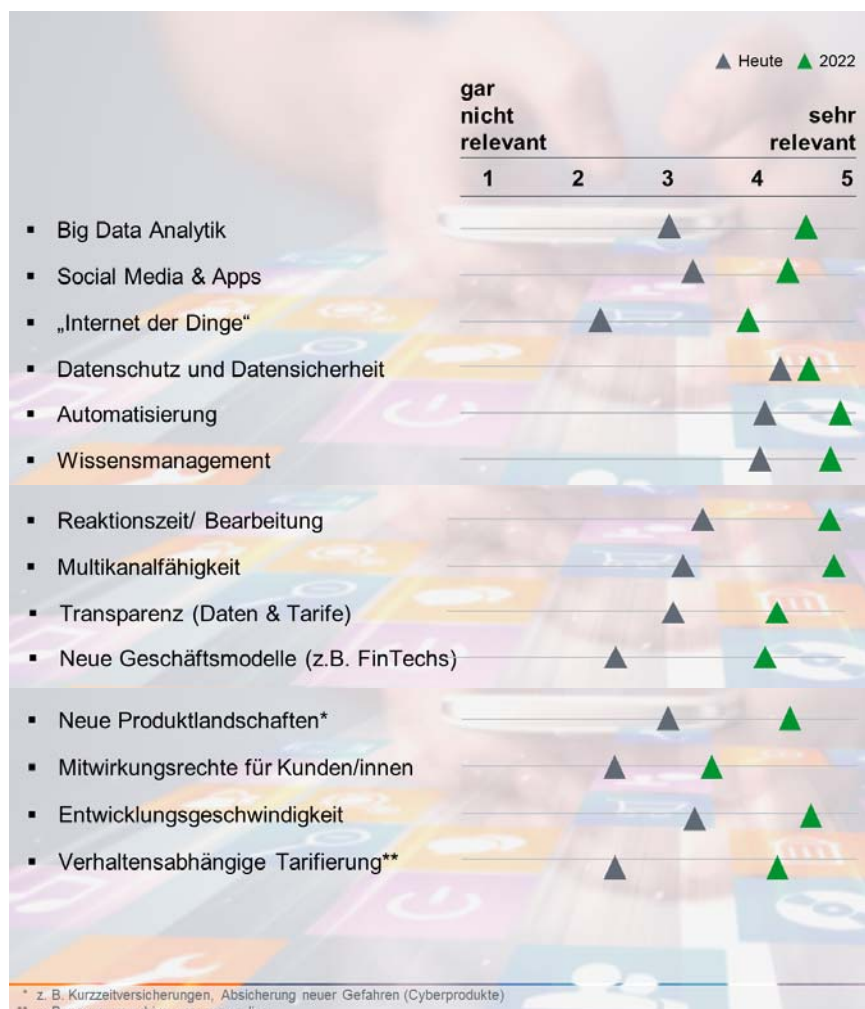 Heute 2022
gar
nicht sehr
relevant relevant
1 2 3 4 5
▪ Big Data Analytik
▪ Social Media & Apps
▪ „Internet der Dinge“
▪ Datenschutz und Datensicherheit
▪ Automatisierung
▪ Wissensmanagement
▪ Reaktionszeit/ Bearbeitung
▪ Multikanalfähigkeit
▪ Transparenz (Daten & Tarife)
▪ Neue Geschäftsmodelle (z.B. FinTechs)
▪ Neue Produktlandschaften*
▪ Mitwirkungsrechte für Kunden/innen
▪ Entwicklungsgeschwindigkeit
▪ Verhaltensabhängige Tarifierung**
* z. B. Kurzzeitversicherungen, Absicherung neuer Gefahren (Cyberprodukte)